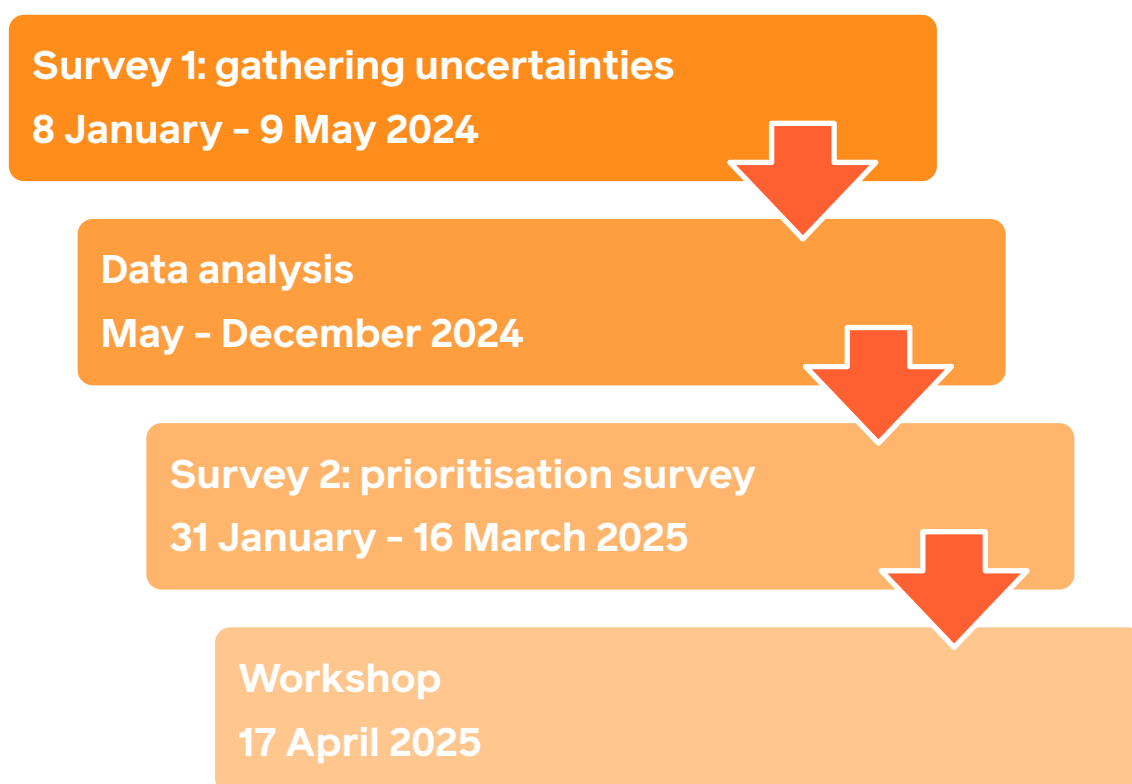 Survey 1: gathering uncertainties
8 January - 9 May 2024
Data analysis
May - December 2024
Survey 2: prioritisation survey
31 January - 16 March 2025
Workshop
17 April 2025